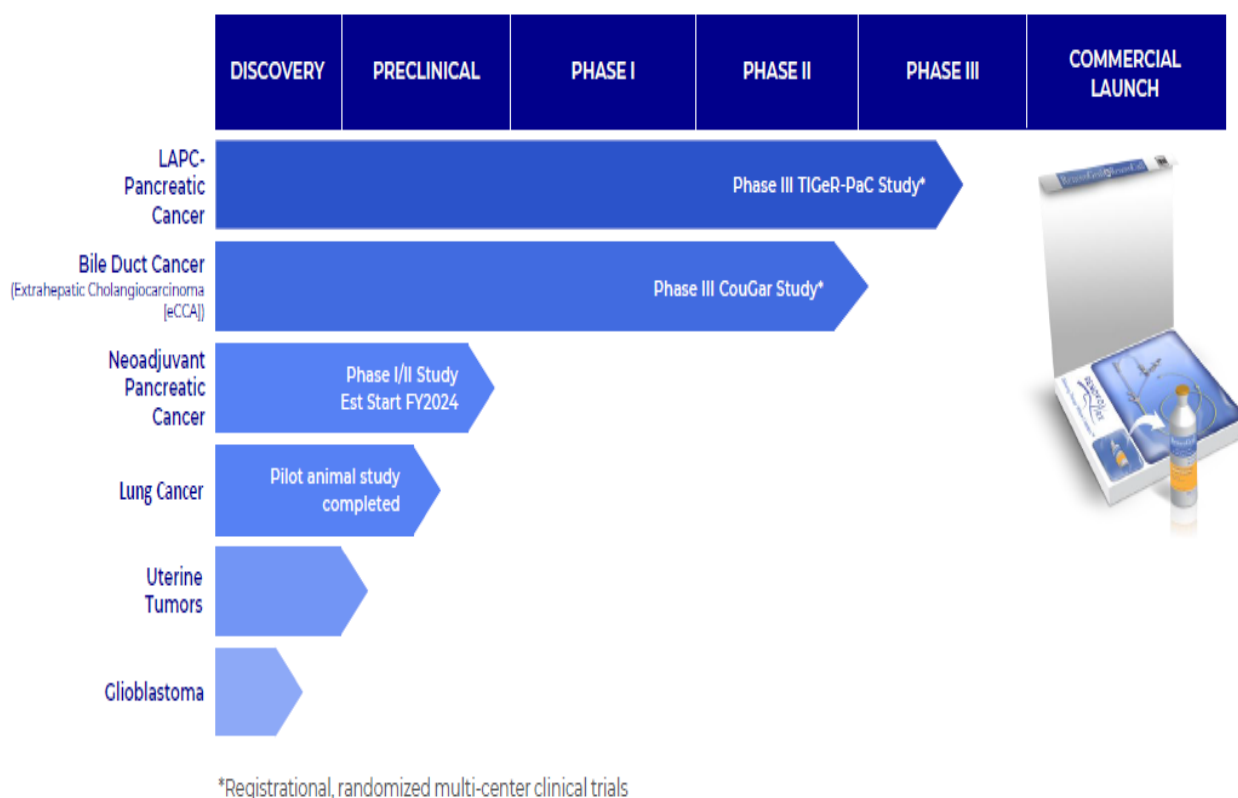 DISCOVERY
PRECLINICAL
PHASE I
PHASE II
PHASE III
COMMERCIAL
LAUNCH
LAPC-
Pancreatic
Cancer
Phase III TIGeR-PaC Study*
Bile Duct Cancer
(Extrahepatic Cholangiocarcinoma
[eCCA])
Phase III CouGar Study*
Neoadjuvant
Pancreatic
Cancer
Phase I/II Study
Est Start FY2024
Lung Cancer
Pilot animal study
completed
Uterine
Tumors
Glioblastoma
*Registrational, randomized multi-center clinical trials